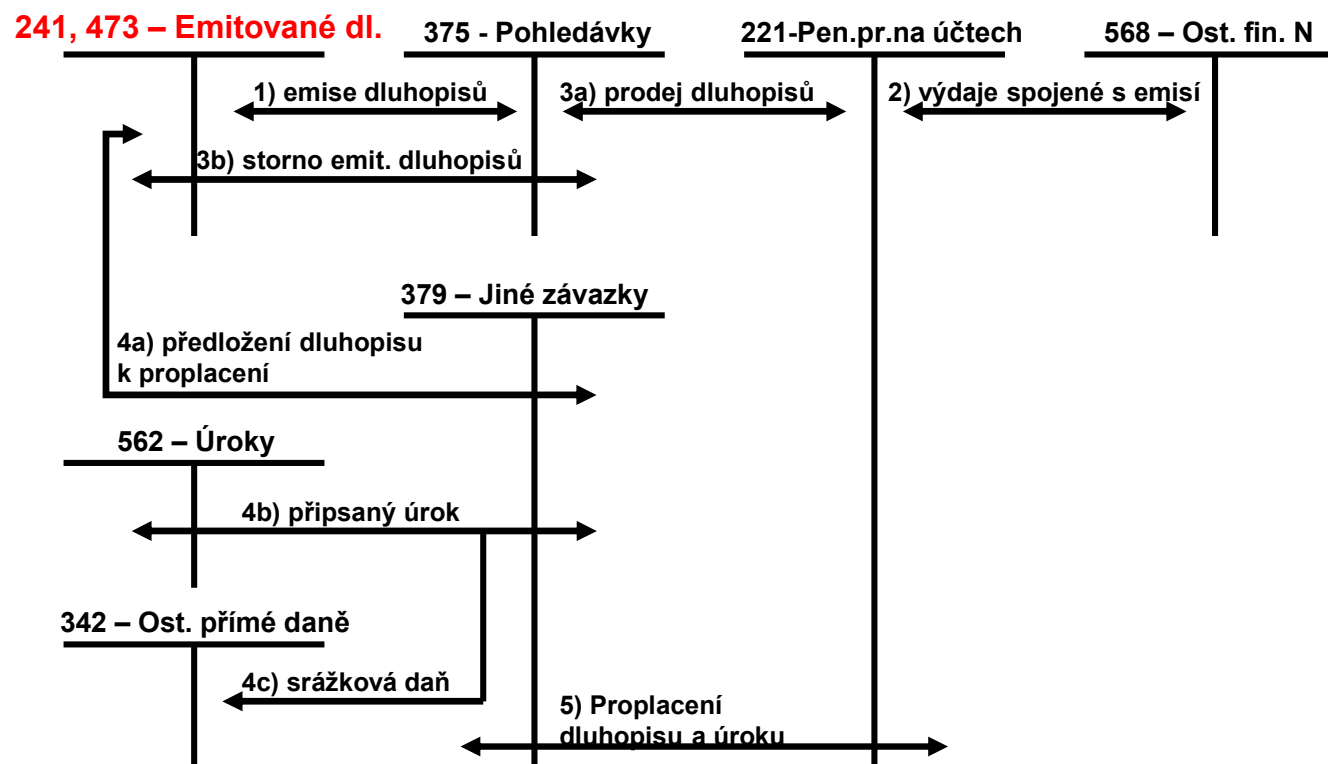 241, 473 – Emitované dl.
375 - Pohledávky
221-Pen.pr.na účtech
568 – Ost. fin. N
1) emise dluhopisů
3a) prodej dluhopisů
2) výdaje spojené s emisí
3b) storno emit. dluhopisů
379 – Jiné závazky
4a) předložení dluhopisu
k proplacení
562 – Úroky
4b) připsaný úrok
342 – Ost. přímé daně
4c) srážková daň
5) Proplacení
dluhopisu a úroku